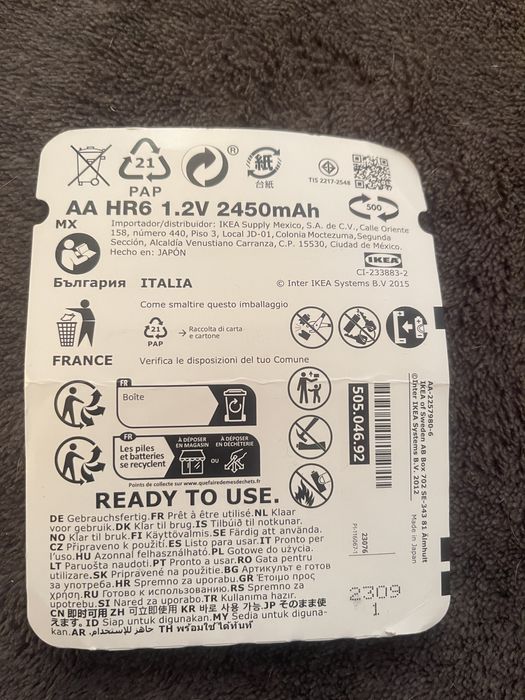 21
PAP
®
紙
台紙
TIS 2217-2548
500
AA HR6 1.2V 2450mAh
MX
Importador/distribuidor: IKEA Supply Mexico, S.A. de C.V., Calle Oriente
158, número 440, Piso 3, Local JD-01, Colonia Moctezuma, Segunda
Sección, Alcaldía Venustiano Carranza, C.P. 15530, Ciudad de México.
Hecho en: JAPÓN
IKEA
CI-233883-2
© Inter IKEA Systems B.V 2015
България
ITALIA
Come smaltire questo imballaggio
21
PAP
→ Raccolta di carta
e cartone
FRANCE
Verifica le disposizioni del tuo Comune
FR
Boîte
FR
Les piles
et batteries
se recyclent
À DÉPOSER
EN MAGASIN
OU
À DÉPOSER
EN DÉCHÈTERIE
Points de collecte sur www.quefairedemesdechets.fr
505.046.92
23076
PI-116067-1
AA-2257980-6
IKEA of Sweden AB Box 702 SE-343 81 Älmhult
©Inter IKEA Systems B.V. 2012
Made in Japan
READY TO USE.
DE Gebrauchsfertig.FR Prêt à être utilisé.NL Klaar
voor gebruik.DK Klar til brug.IS Tilbúið til notkunar.
NO Klar til bruk.FI Käyttövalmis.SE Färdig att använda.
CZ Připraveno k použití.ES Listo para usar.IT Pronto per
l'uso.HU Azonnal felhasználható.PL Gotowe do użycia.
LT Paruošta naudoti.PT Pronto a usar.RO Gata pentru
utilizare.SK Pripravené na použitie.BG Артикулът е готов
за употреба.HR Spremno za uporabu.GR Έτοιμο προς
χρήση.RU Готово к использованию.RS Spremno za
upotrebu.SI Nared za uporabo.TR Kullanıma hazır.
CN 即时可用 ZH 可立即使用 KR 바로 사용 가능 JP そのまま使
えます。ID Siap untuk digunakan.MY Sedia untuk diguna-
kan.AR جاهز للإستخدام. TH พร้อมใช้ได้ทันที
2309
1